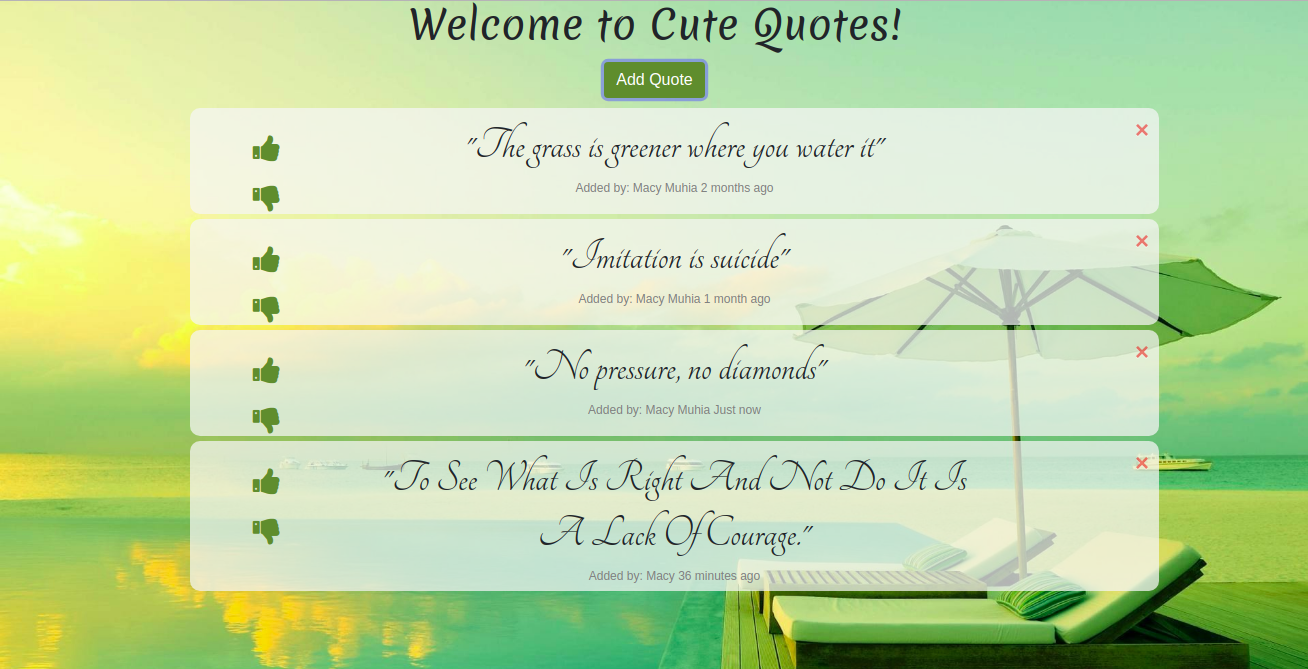 Welcome to Cute Quotes!
Add Quote
"The grass is greener where you water it"
Added by: Macy Muhia 2 months ago
"Imitation is suicide"
Added by: Macy Muhia 1 month ago
"No pressure, no diamonds"
Added by: Macy Muhia Just now
"To See What Is Right And Not Do It Is
A Lack Of Courage."
Added by: Macy 36 minutes ago